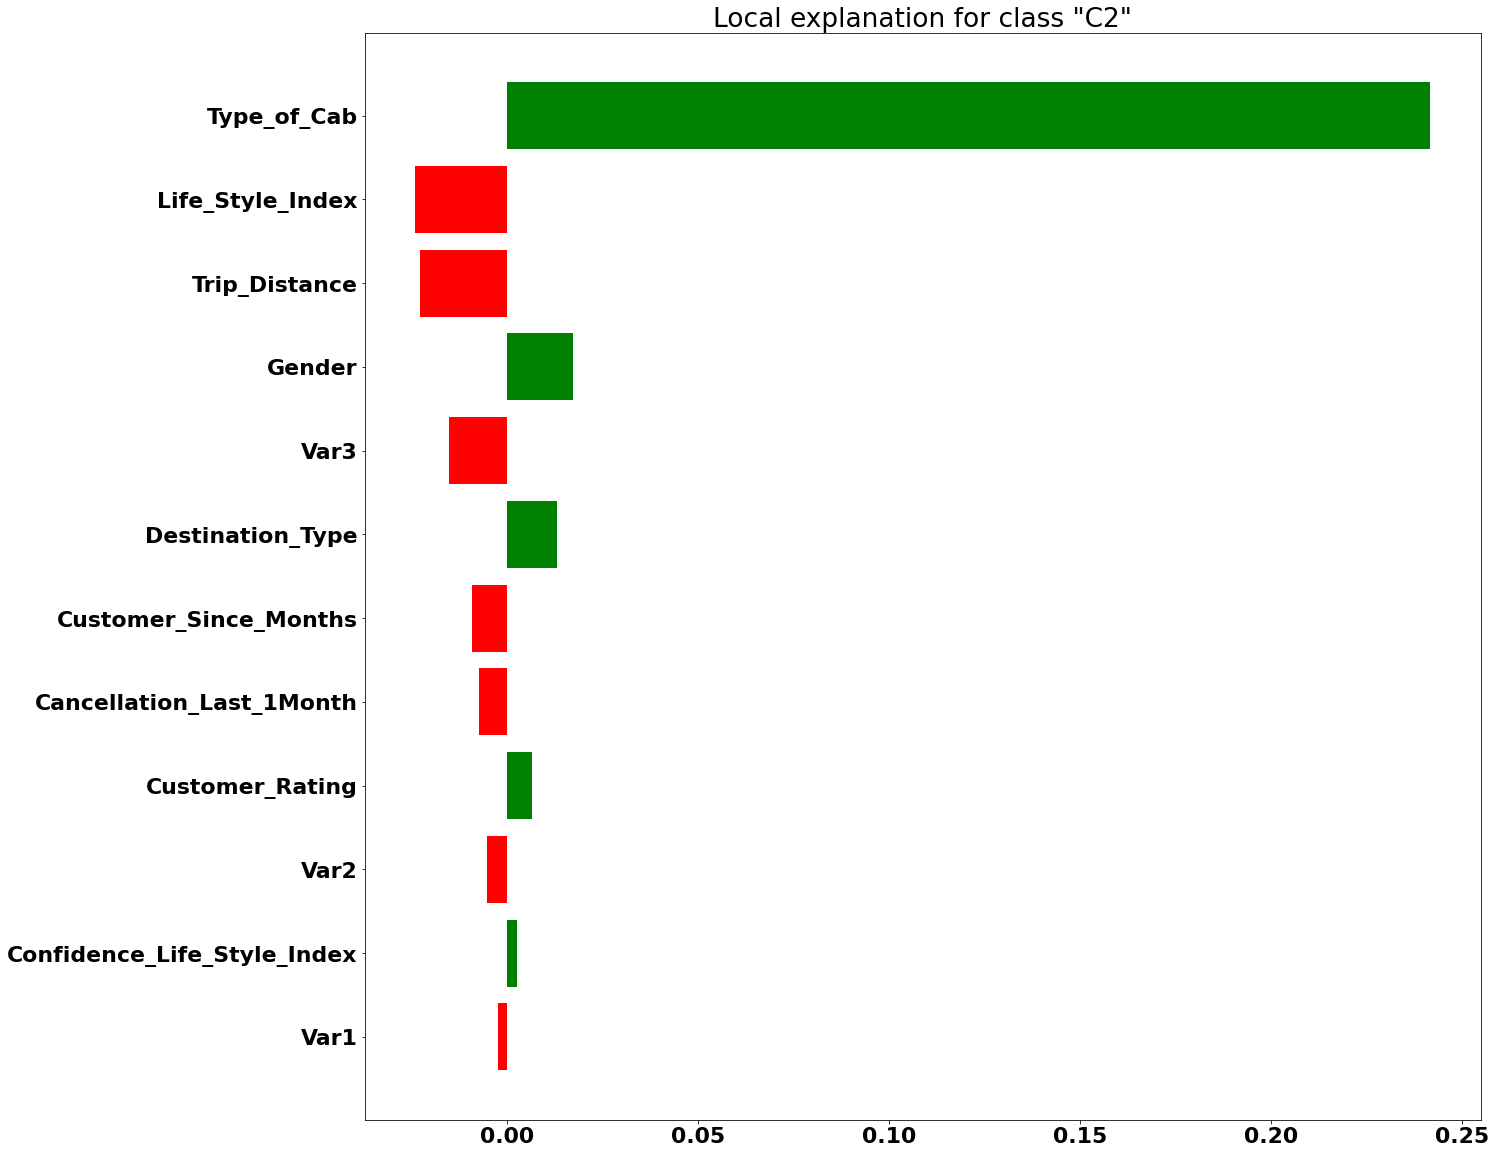 Local explanation for class "C2"
Type_of_Cab
Life_Style_Index
Trip_Distance
Gender
Var3
Destination_Type
Customer_Since_Months
Cancellation_Last_1Month
Customer_Rating
Var2
Confidence_Life_Style_Index
Var1
0.00 0.05 0.10 0.15 0.20 0.25